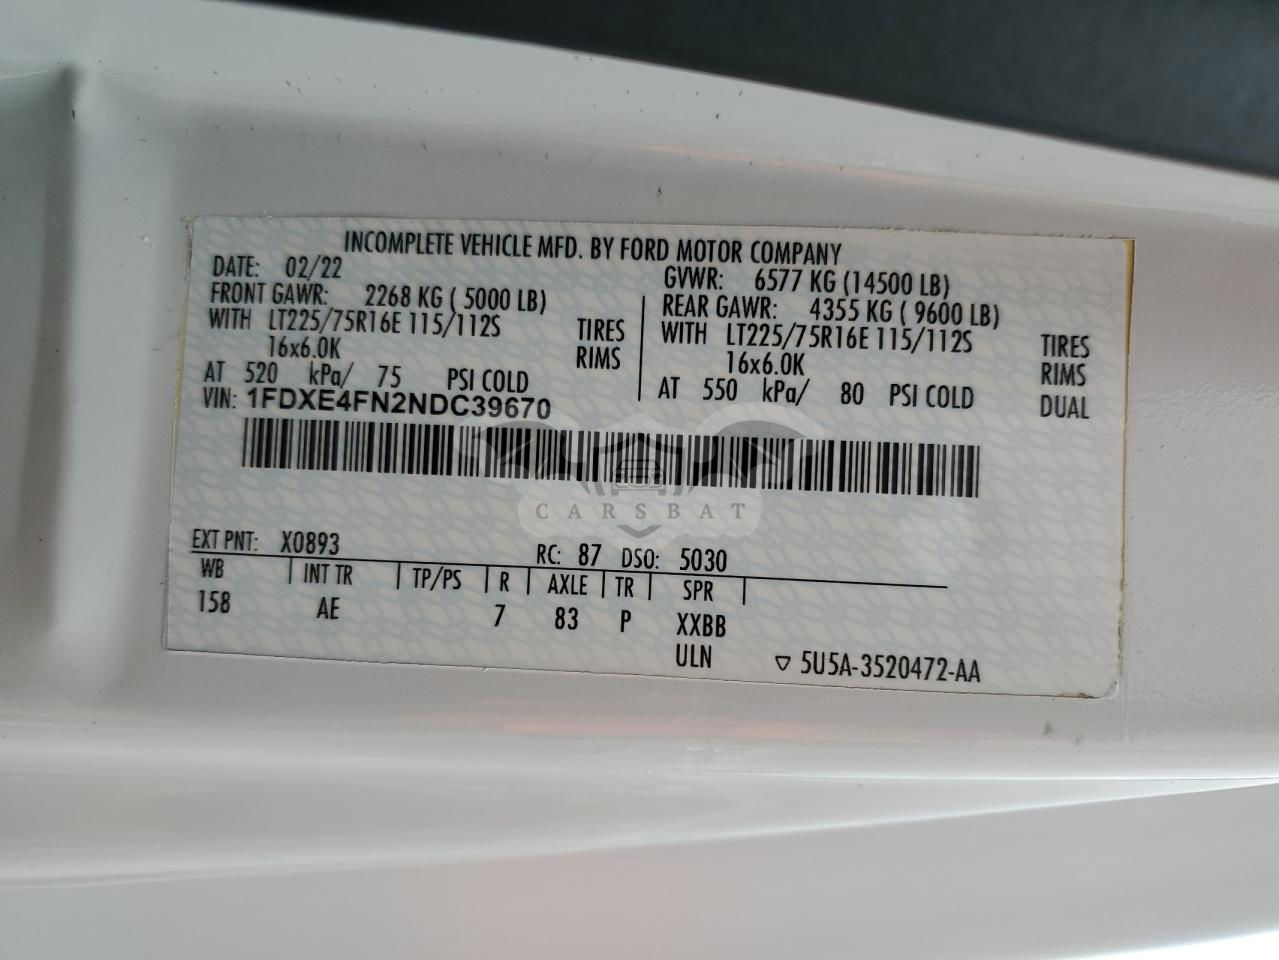 INCOMPLETE VEHICLE MFD. BY FORD MOTOR COMPANY
DATE: 02/22
FRONT GAWR: 2268 KG ( 5000 LB)
WITH LT225/75R16E 115/112S TIRES
16x6.0K RIMS
AT 520 kPa/ 75 PSI COLD
GVWR: 6577 KG (14500 LB)
REAR GAWR: 4355 KG ( 9600 LB)
WITH LT225/75R16E 115/112S TIRES
16x6.0K RIMS
AT 550 kPa/ 80 PSI COLD DUAL
VIN: 1FDXE4FN2NDC39670
CARSBAT
EXT PNT: X0893 RC: 87 DSO: 5030
WB | INT TR | TP/PS | R | AXLE | TR | SPR |
158 AE 7 83 P XXBB
ULN ▽ 5U5A-3520472-AA